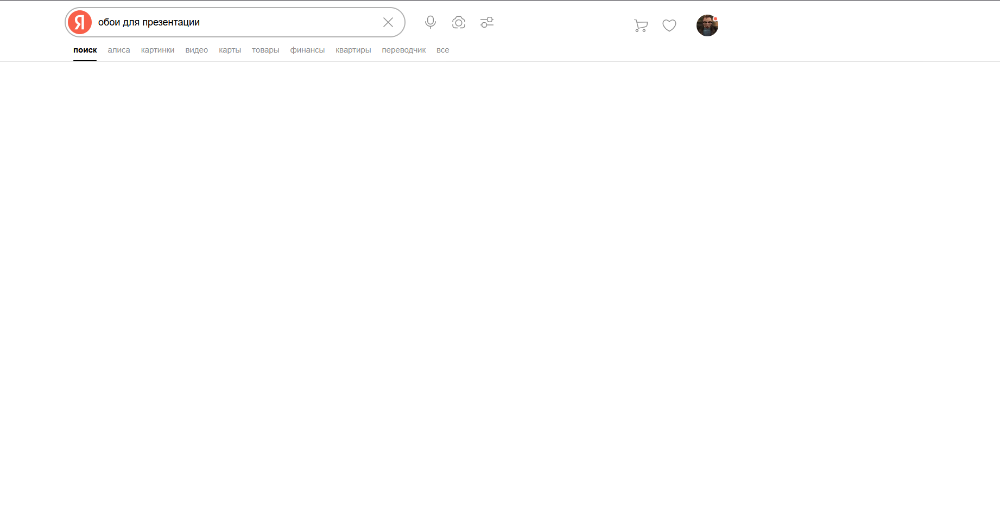 Я обои для презентации
поиск алиса картинки видео карты товары финансы квартиры переводчик все